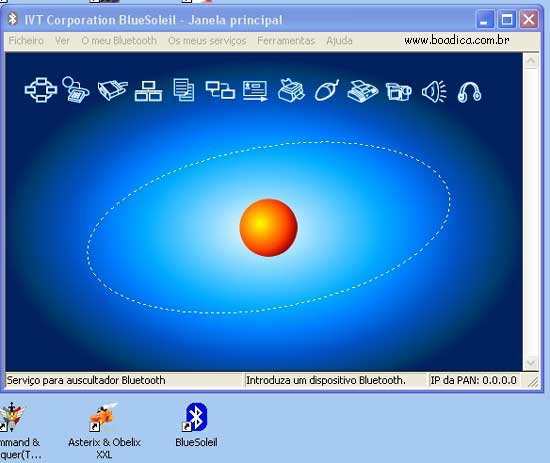 IVT Corporation BlueSoleil - Janela principal
Ficheiro Ver O meu Bluetooth Os meus serviços Ferramentas Ajuda www.boadica.com.br
Serviço para auscultador Bluetooth Introduza um dispositivo Bluetooth. IP da PAN: 0.0.0.0
mmand & Asterix & Obelix BlueSoleil
quer(T... XXL